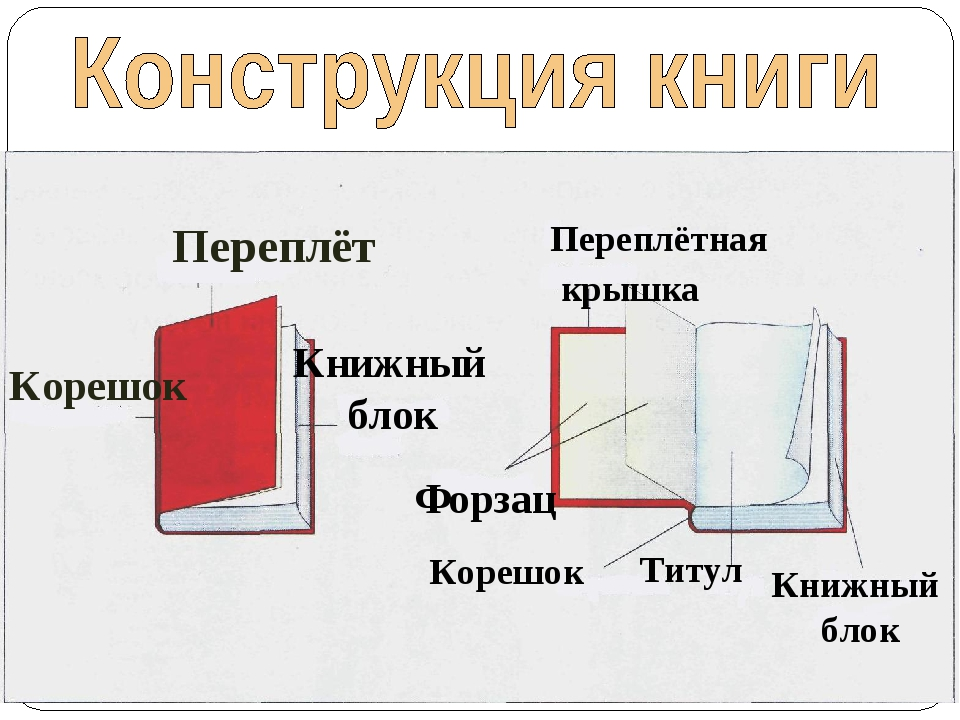 Конструкция книги
Переплёт
Корешок
Книжный
блок
Переплётная
крышка
Форзац
Корешок
Титул
Книжный
блок